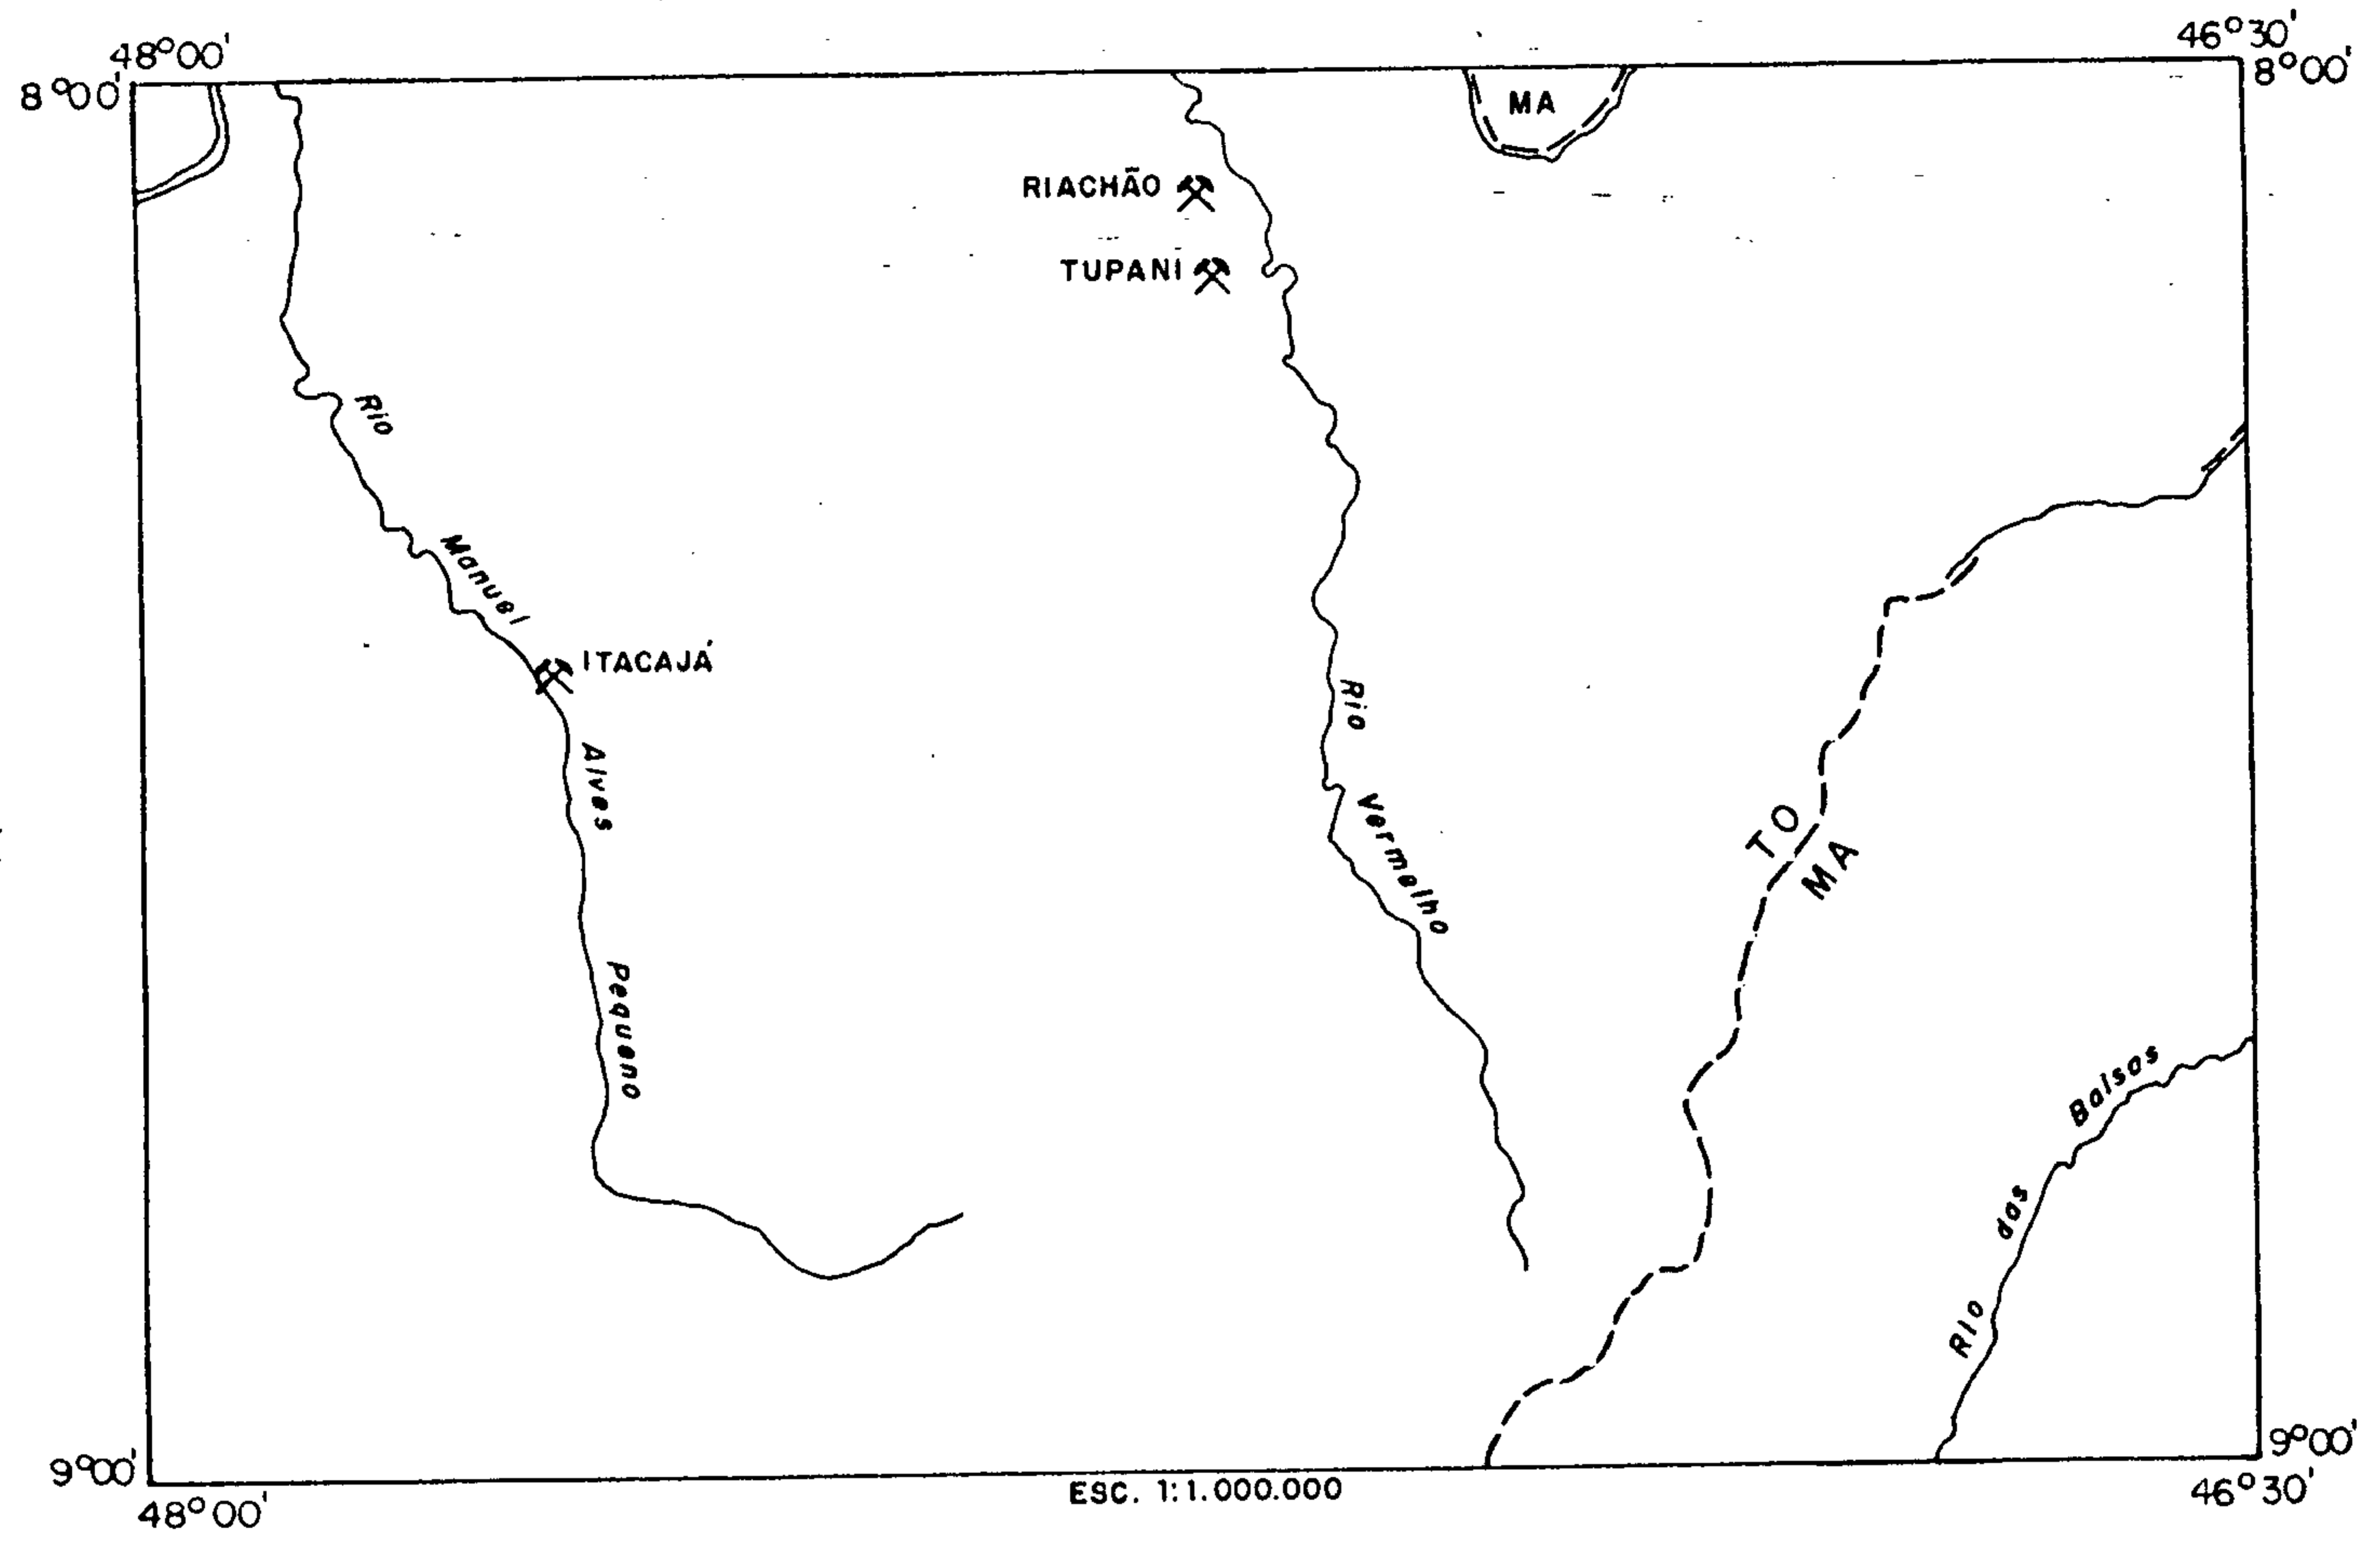 48°00'
46°30'
8°00'
8°00'
MA
RIACHÃO
TUPANÍ
Rio
Manuel
ITACAJÁ
Alves
Pequeno
Rio
Vermelho
TO
MA
Rio
das
Balsas
9°00'
9°00'
48°00'
ESC. 1:1.000.000
46°30'